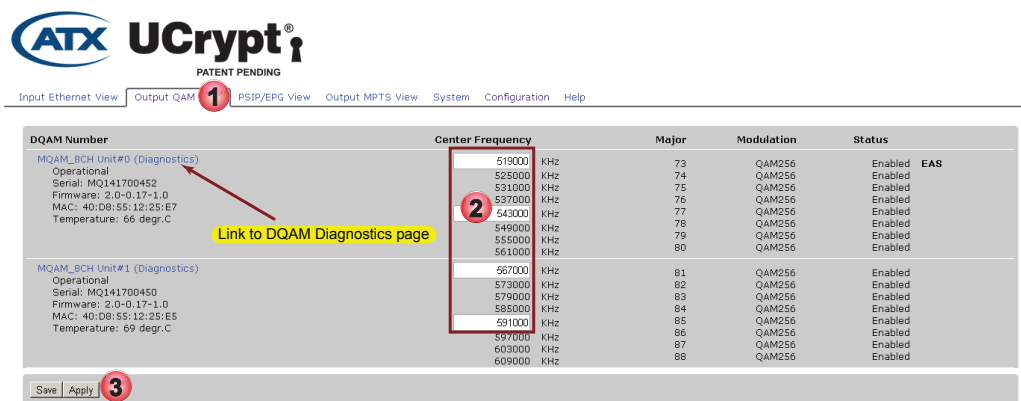 ATX UCrypt®
PATENT PENDING
Input Ethernet View Output QAM 1 PSIP/EPG View Output MPTS View System Configuration Help
DQAM Number Center Frequency Major Modulation Status
MQAM_8CH Unit#0 (Diagnostics) 519000 KHz 73 QAM256 Enabled EAS
Operational 525000 KHz 74 QAM256 Enabled
Serial: MQ141700452 531000 KHz 75 QAM256 Enabled
Firmware: 2.0-0.17-1.0 537000 KHz 76 QAM256 Enabled
MAC: 40:D8:55:12:25:E7 2 543000 KHz 77 QAM256 Enabled
Temperature: 66 degr.C 549000 KHz 78 QAM256 Enabled
Link to DQAM Diagnostics page 555000 KHz 79 QAM256 Enabled
561000 KHz 80 QAM256 Enabled
MQAM_8CH Unit#1 (Diagnostics) 567000 KHz 81 QAM256 Enabled
Operational 573000 KHz 82 QAM256 Enabled
Serial: MQ141700450 579000 KHz 83 QAM256 Enabled
Firmware: 2.0-0.17-1.0 585000 KHz 84 QAM256 Enabled
MAC: 40:D8:55:12:25:E5 591000 KHz 85 QAM256 Enabled
Temperature: 69 degr.C 597000 KHz 86 QAM256 Enabled
603000 KHz 87 QAM256 Enabled
609000 KHz 88 QAM256 Enabled
Save Apply 3